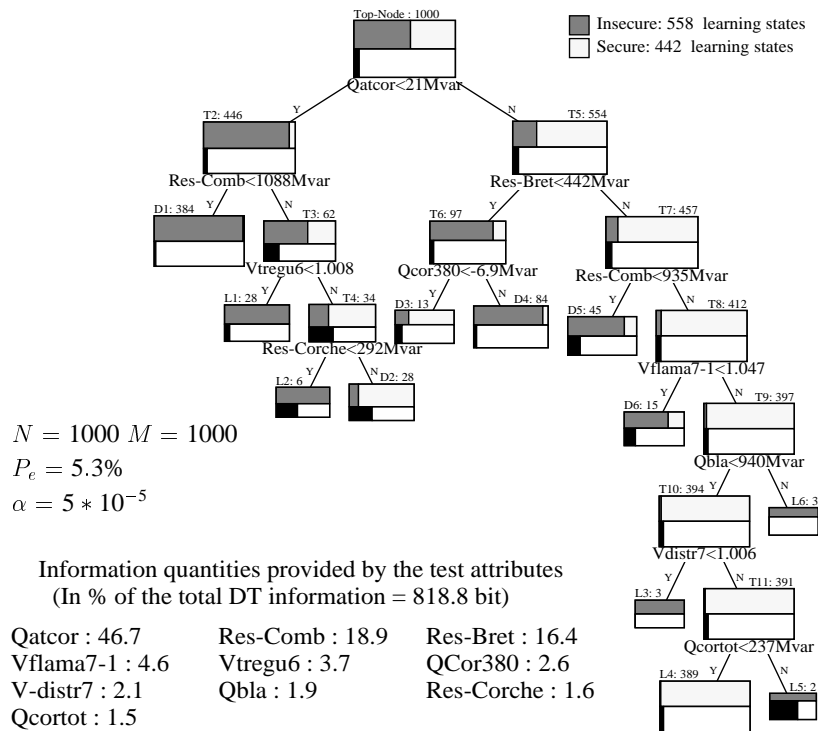 Top-Node : 1000
Insecure: 558 learning states
Secure: 442 learning states
Qatcor<21Mvar
Y
N
T2: 446
T5: 554
Res-Comb<1088Mvar
Res-Bret<442Mvar
Y
N
Y
N
D1: 384
T3: 62
T6: 97
T7: 457
Vtregu6<1.008
Qcor380<-6.9Mvar
Res-Comb<935Mvar
Y
N
Y
N
Y
N
L1: 28
T4: 34
D3: 13
D4: 84
D5: 45
T8: 412
Res-Corche<292Mvar
Vflama7-1<1.047
Y
N
Y
N
L2: 6
D2: 28
D6: 15
T9: 397
Qbla<940Mvar
Y
N
T10: 394
L6: 3
Vdistr7<1.006
Y
N
L3: 3
T11: 391
Qcortot<237Mvar
Y
N
L4: 389
L5: 2
N = 1000 M = 1000
P_e = 5.3%
α = 5 * 10^{-5}
Information quantities provided by the test attributes
(In % of the total DT information = 818.8 bit)
Qatcor : 46.7 Res-Comb : 18.9 Res-Bret : 16.4
Vflama7-1 : 4.6 Vtregu6 : 3.7 QCor380 : 2.6
V-distr7 : 2.1 Qbla : 1.9 Res-Corche : 1.6
Qcortot : 1.5